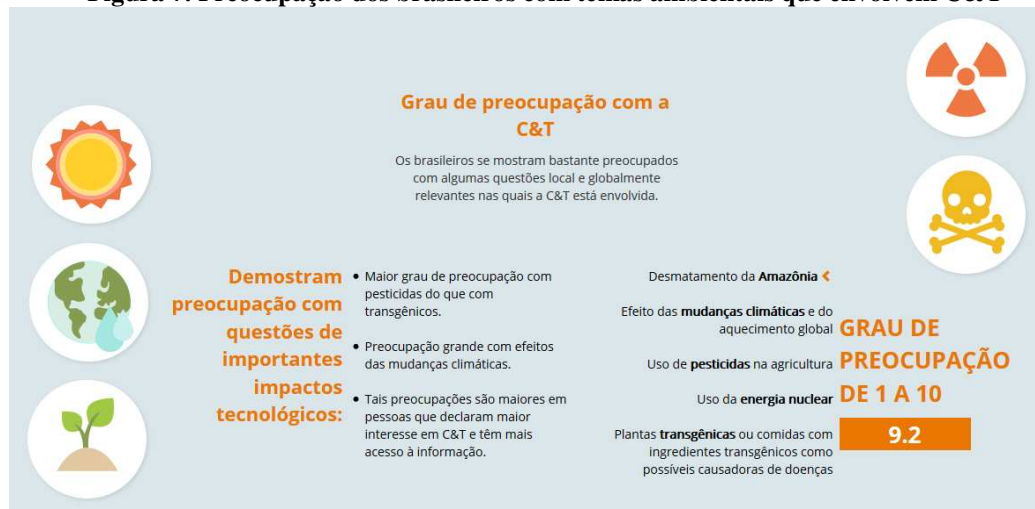 Grau de preocupação com a
C&T
Os brasileiros se mostram bastante preocupados
com algumas questões local e globalmente
relevantes nas quais a C&T está envolvida.
Demostram
preocupação com
questões de
importantes
impactos
tecnológicos:
• Maior grau de preocupação com
pesticidas do que com
transgênicos.
• Preocupação grande com efeitos
das mudanças climáticas.
• Tais preocupações são maiores em
pessoas que declaram maior
interesse em C&T e têm mais
acesso à informação.
Desmatamento da Amazônia <
Efeito das mudanças climáticas e do
aquecimento global
Uso de pesticidas na agricultura
Uso da energia nuclear
Plantas transgênicas ou comidas com
ingredientes transgênicos como
possíveis causadoras de doenças
GRAU DE
PREOCUPAÇÃO
DE 1 A 10
9.2